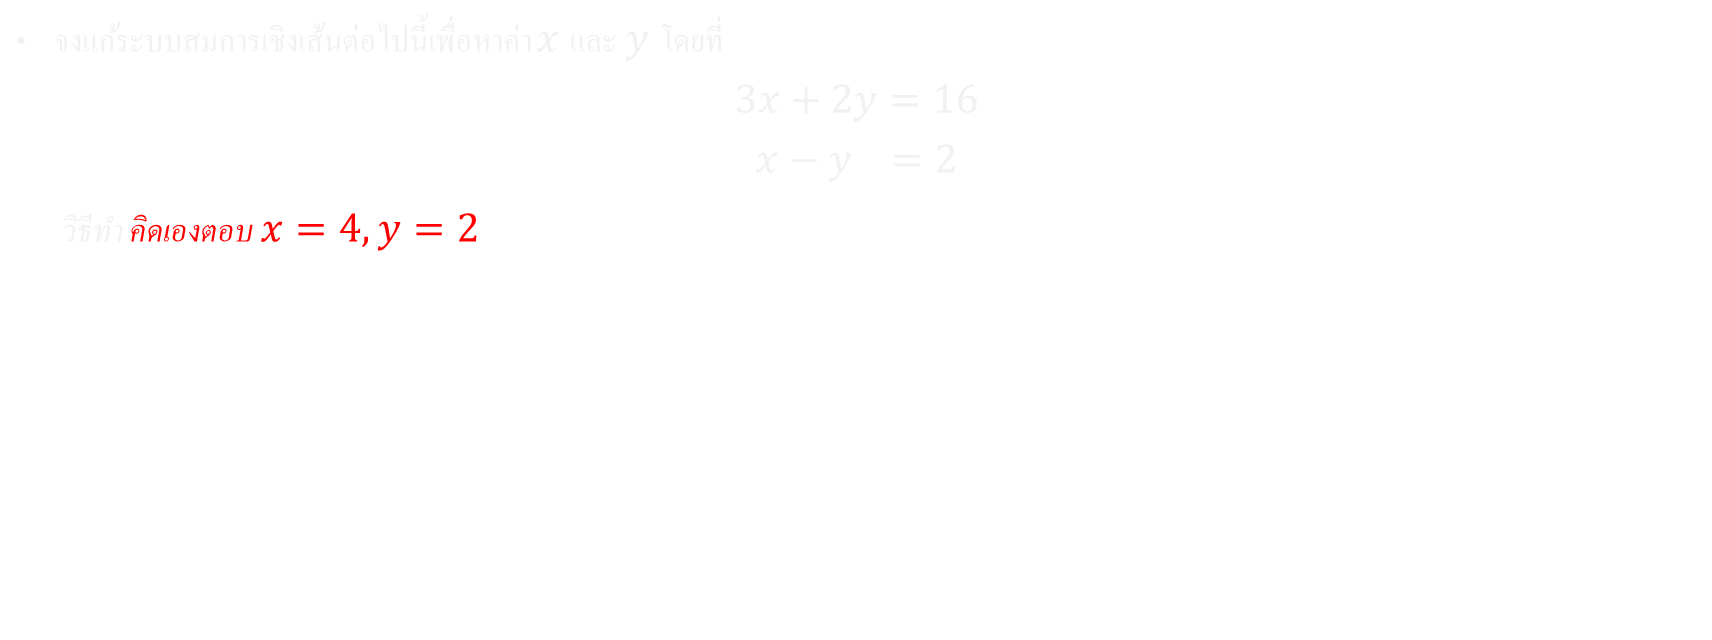 • จงแก้ระบบสมการเชิงเส้นต่อไปนี้เพื่อหาค่า x และ y โดยที่
3x + 2y = 16
x − y = 2
วิธีทำ คิดเองตอบ x = 4, y = 2